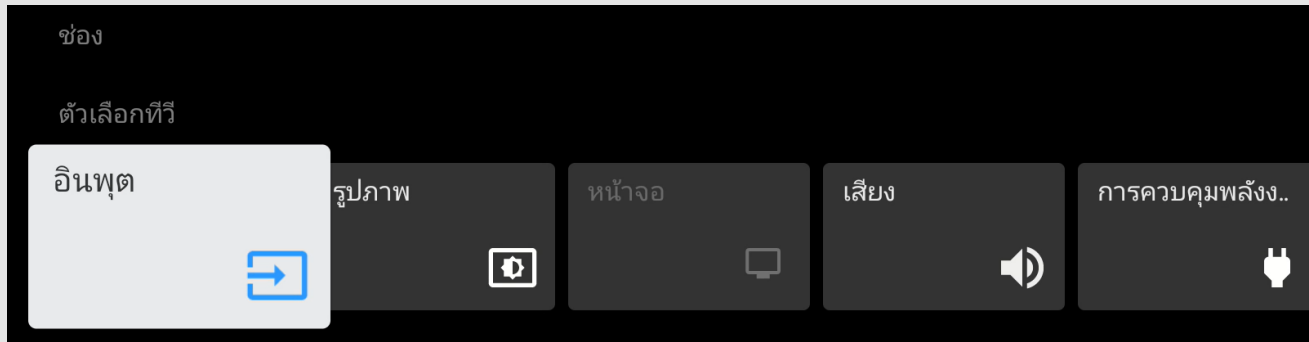 ช่อง
ตัวเลือกทีวี
อินพุต
รูปภาพ
หน้าจอ
เสียง
การควบคุมพลังง..